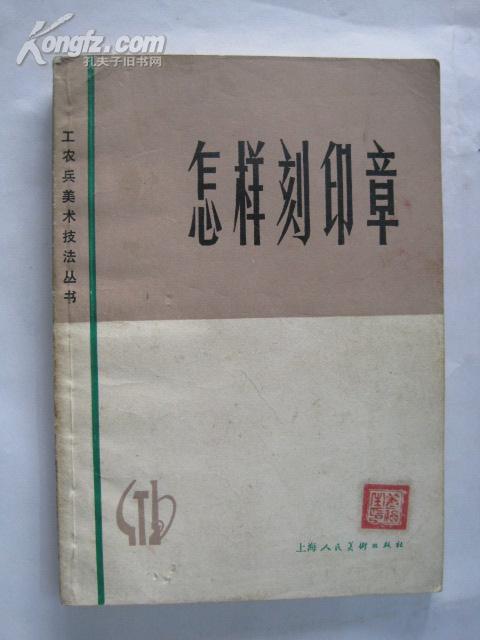 Kongfz.com
孔夫子旧书网
工农兵美术技法丛书
怎样刻印章
上海人民美术出版社